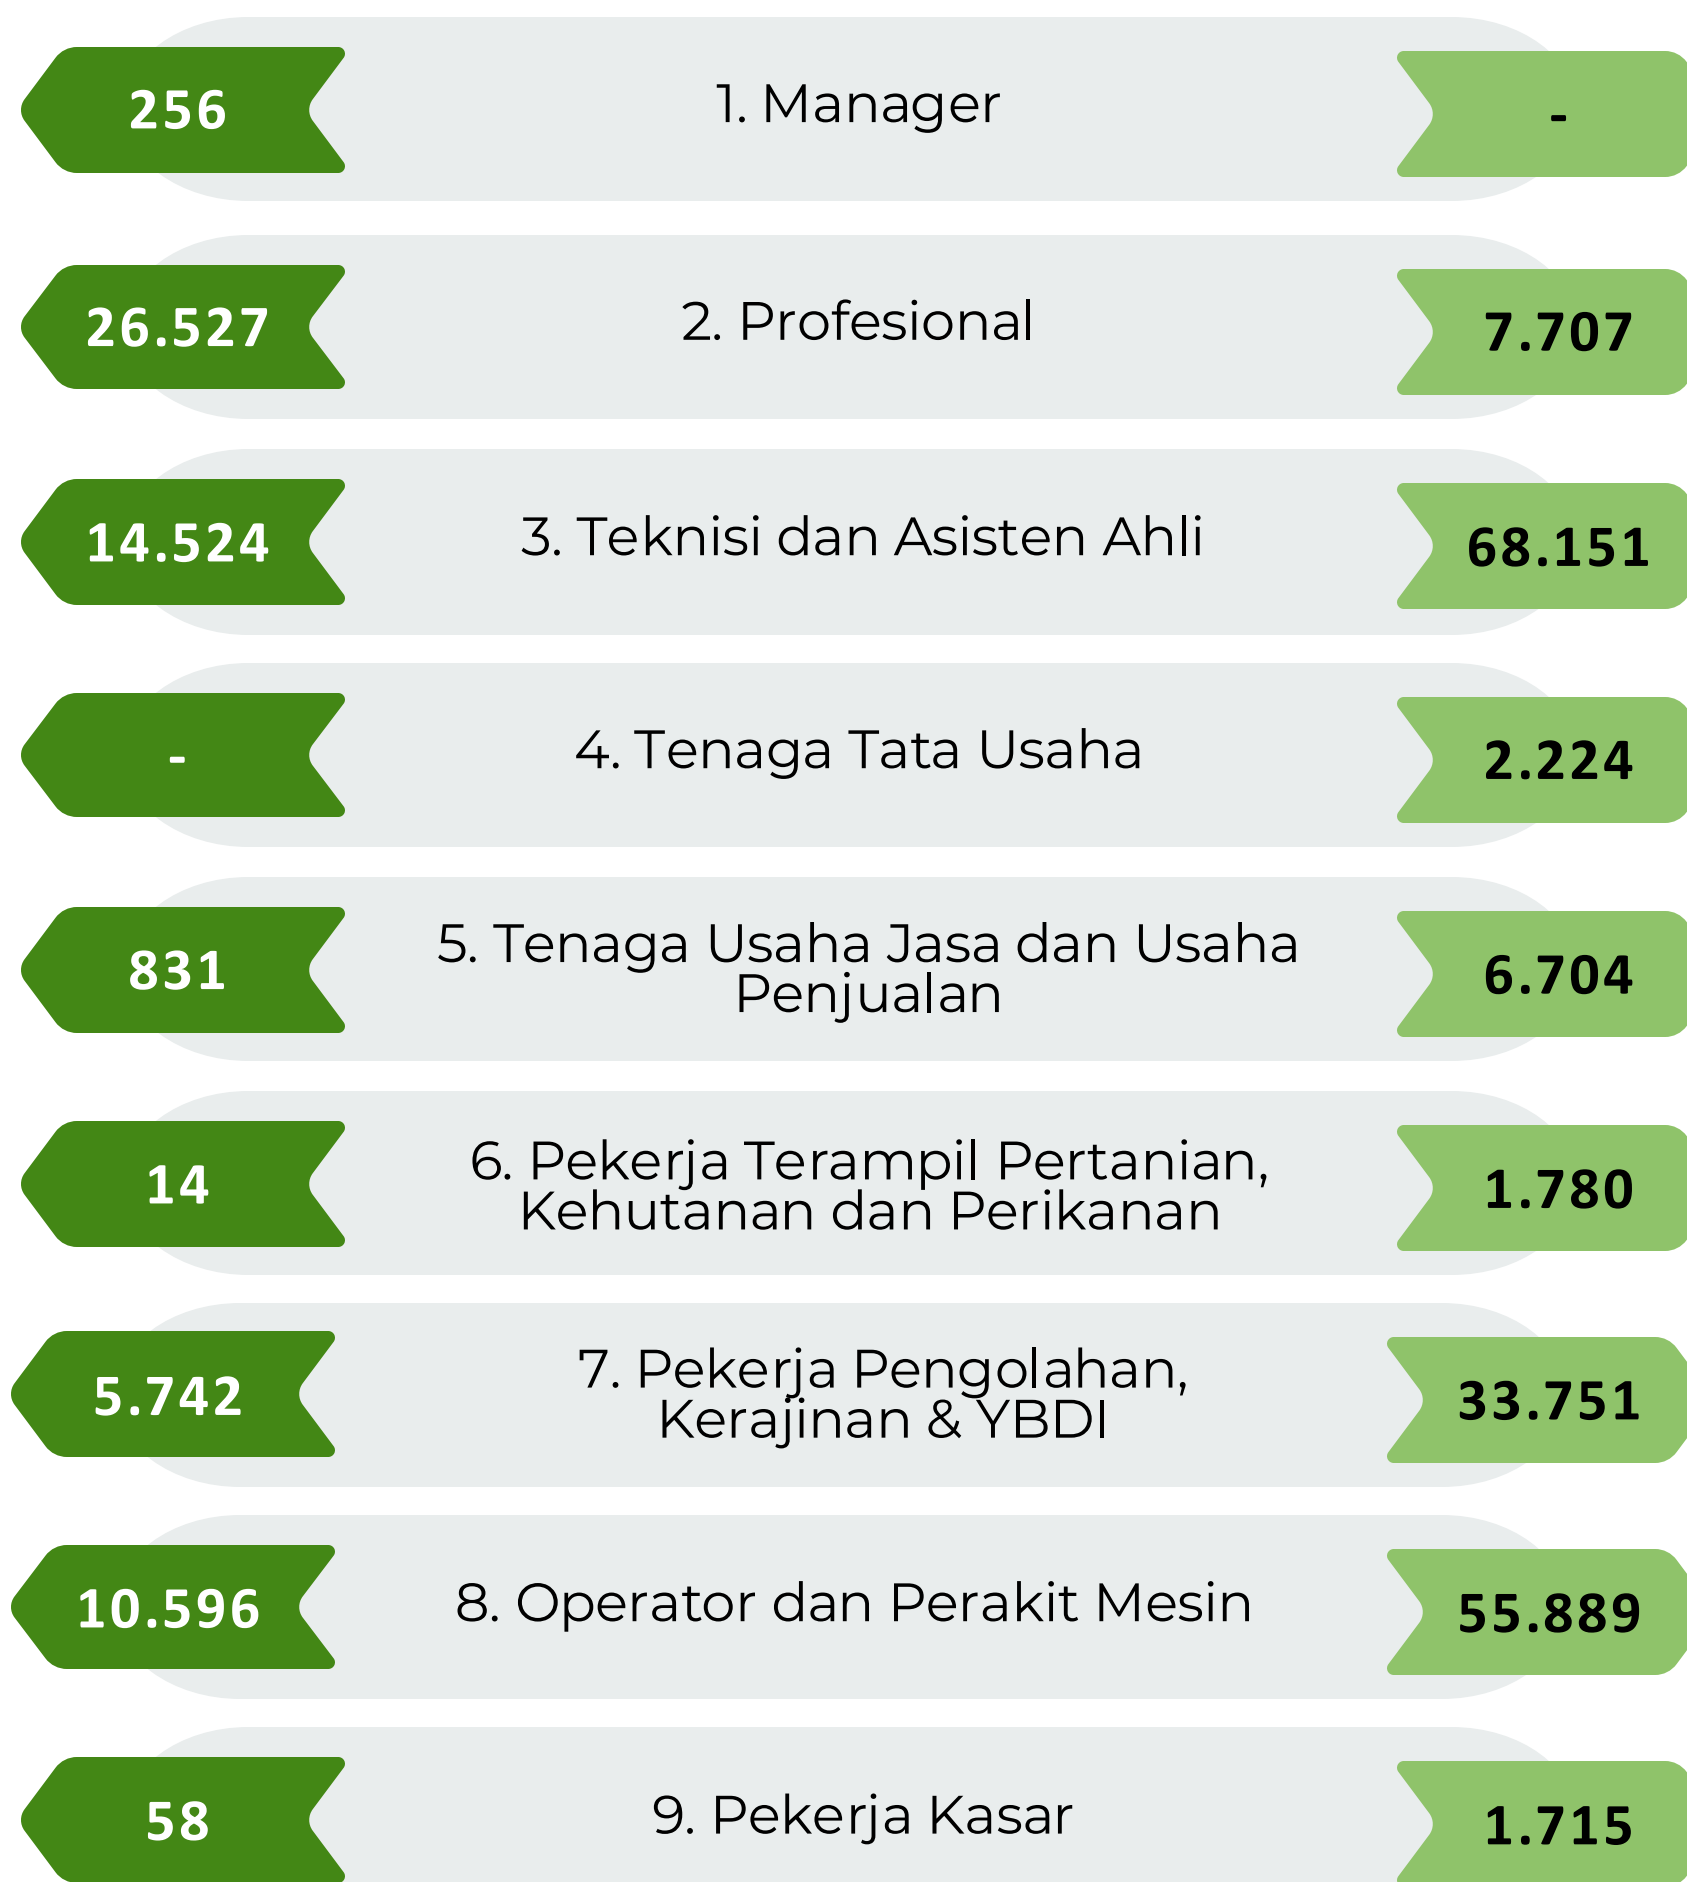 256
1. Manager
-
26.527
2. Profesional
7.707
14.524
3. Teknisi dan Asisten Ahli
68.151
-
4. Tenaga Tata Usaha
2.224
831
5. Tenaga Usaha Jasa dan Usaha
Penjualan
6.704
14
6. Pekerja Terampil Pertanian,
Kehutanan dan Perikanan
1.780
5.742
7. Pekerja Pengolahan,
Kerajinan & YBDI
33.751
10.596
8. Operator dan Perakit Mesin
55.889
58
9. Pekerja Kasar
1.715